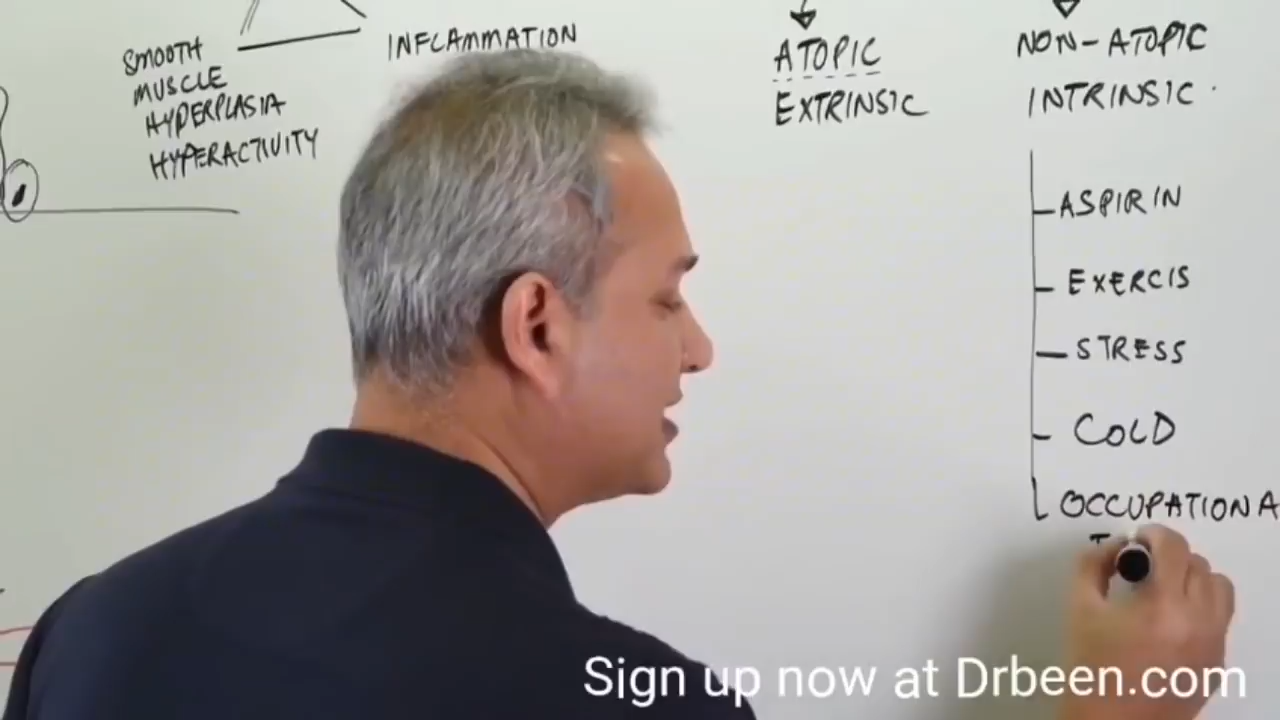 SMOOTH
MUSCLE
HYPERPLASIA
HYPERACTIVITY
INFLAMMATION
ATOPIC
EXTRINSIC
NON-ATOPIC
INTRINSIC
ASPIRIN
EXERCIS
STRESS
COLD
OCCUPATIONA
Sign up now at Drbeen.com